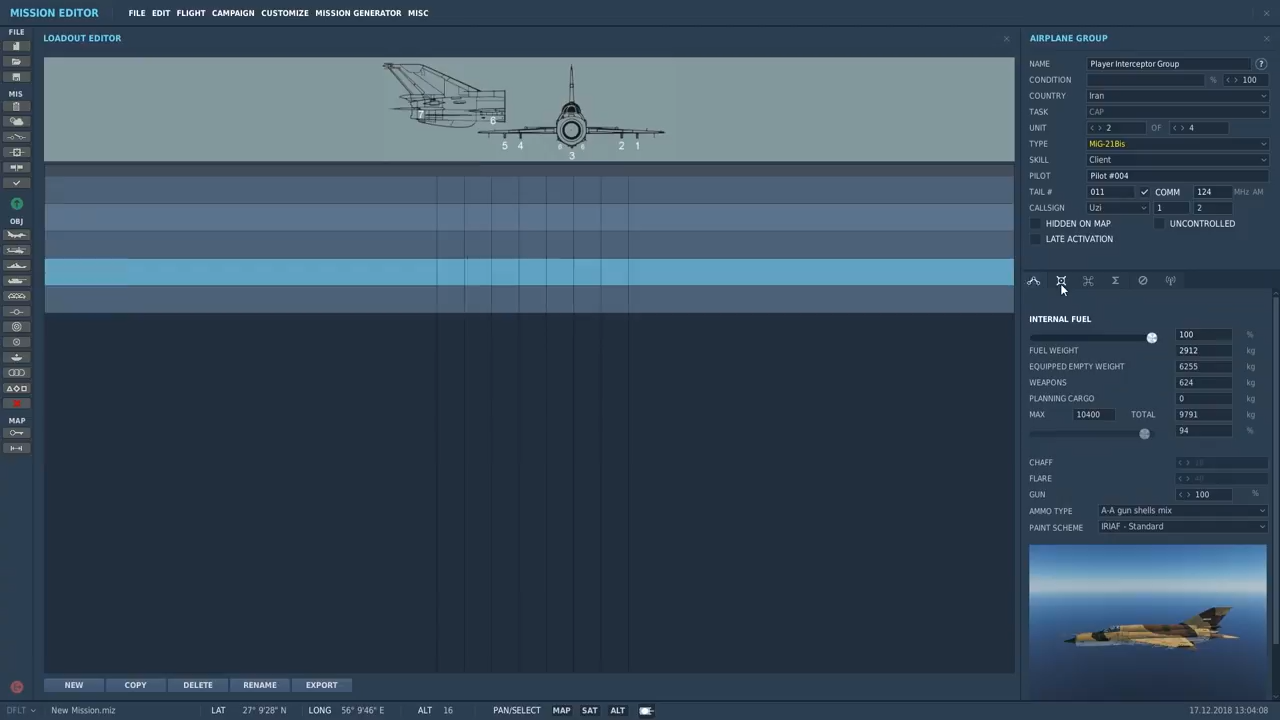 MISSION EDITOR FILE EDIT FLIGHT CAMPAIGN CUSTOMIZE MISSION GENERATOR MISC
FILE
MIS
OBJ
MAP
LOADOUT EDITOR
7 6
5 4 3 2 1
NEW COPY DELETE RENAME EXPORT
AIRPLANE GROUP
NAME Player Interceptor Group ?
CONDITION % < > 100
COUNTRY Iran
TASK CAP
UNIT < > 2 OF < > 4
TYPE MiG-21Bis
SKILL Client
PILOT Pilot #004
TAIL # 011 COMM 124 MHz AM
CALLSIGN Uzi 1 2
HIDDEN ON MAP UNCONTROLLED
LATE ACTIVATION
INTERNAL FUEL
100 %
FUEL WEIGHT 2912 kg
EQUIPPED EMPTY WEIGHT 6255 kg
WEAPONS 624 kg
PLANNING CARGO 0 kg
MAX 10400 TOTAL 9791 kg
94 %
CHAFF < >
FLARE < >
GUN < > 100 %
AMMO TYPE A-A gun shells mix
PAINT SCHEME IRIAF - Standard
DFLT New Mission.miz LAT 27° 9'28" N LONG 56° 9'46" E ALT 16 PAN/SELECT MAP SAT ALT 17.12.2018 13:04:08